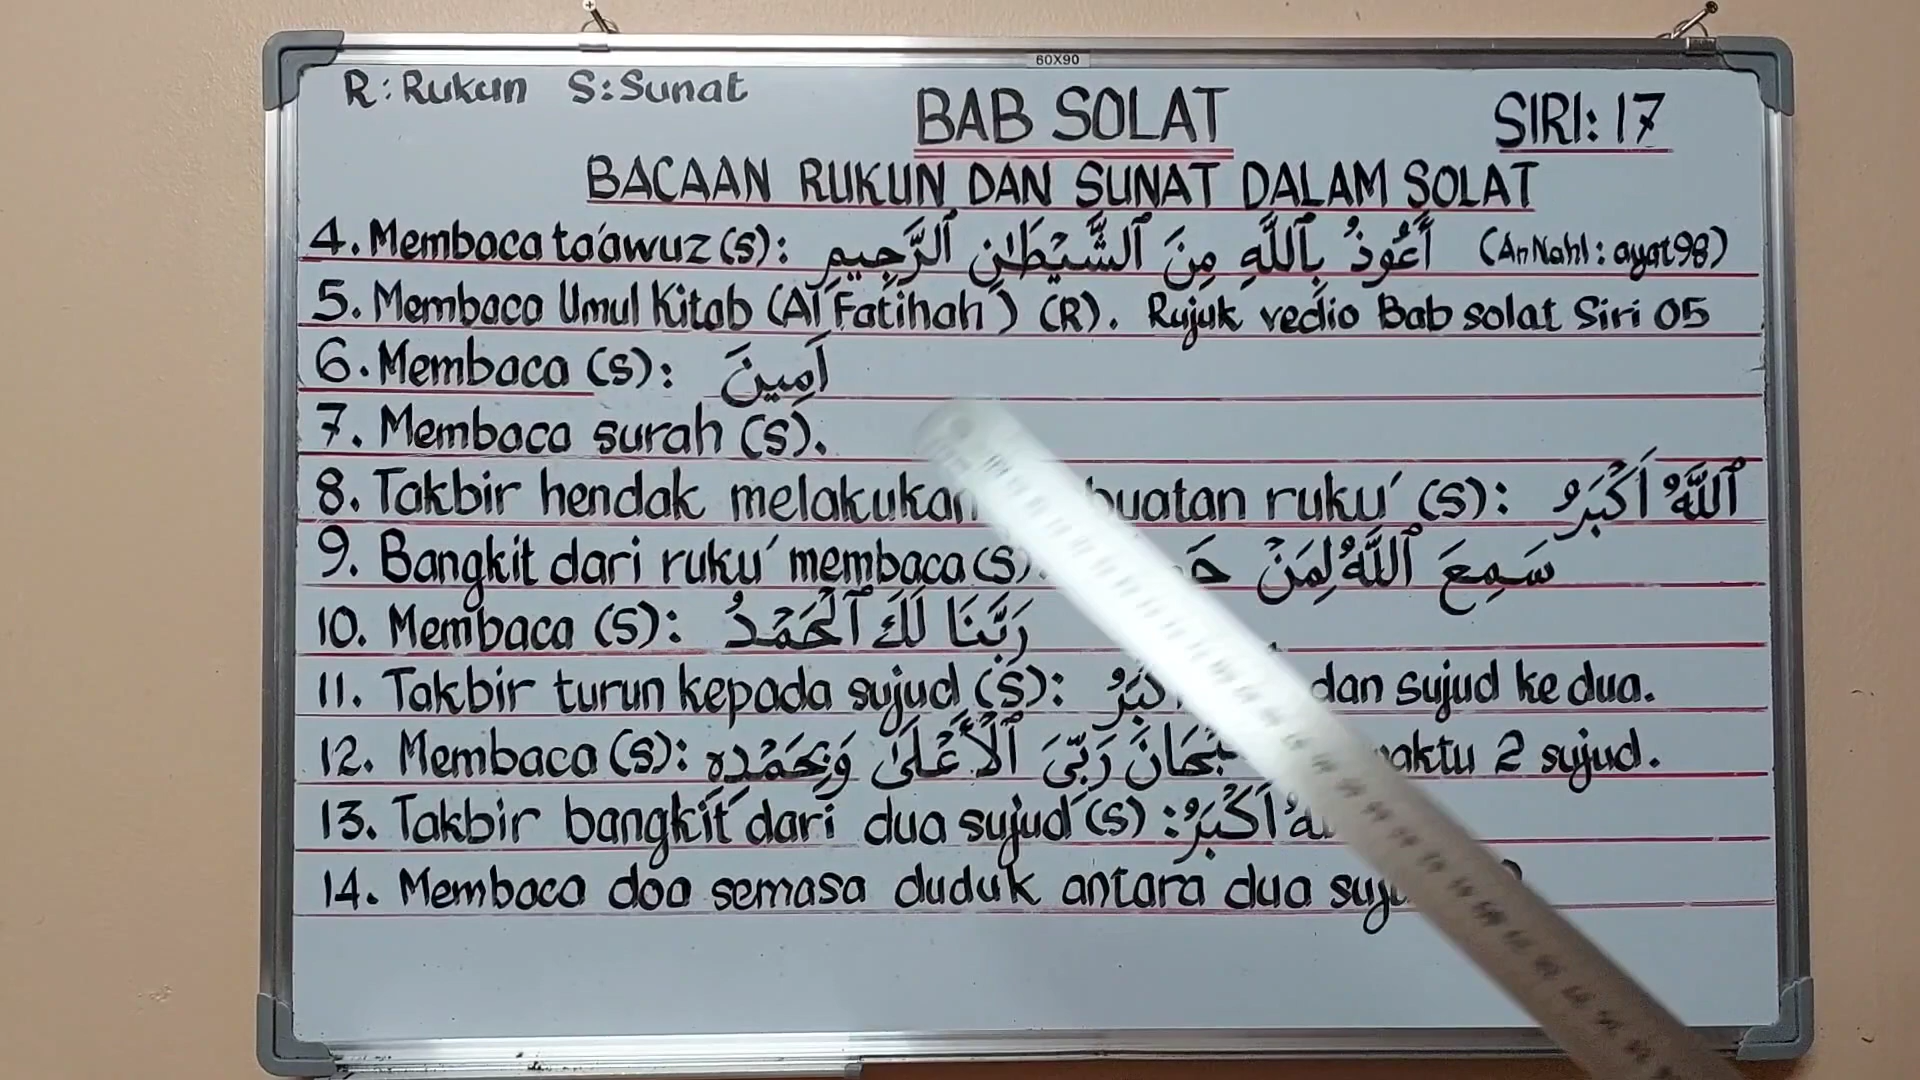 60X90
R: Rukun S: Sunat
BAB SOLAT
SIRI: 17
BACAAN RUKUN DAN SUNAT DALAM SOLAT
4. Membaca ta'awuz (S): أَعُوذُ بِٱللَّهِ مِنَ ٱلشَّيْطَٰنِ ٱلرَّجِيمِ (An Nahl: ayat 98)
5. Membaca Umul Kitab (Al Fatihah) (R). Rujuk vedio Bab solat Siri 05
6. Membaca (S): آمِينَ
7. Membaca surah (S).
8. Takbir hendak melakukan buatan ruku' (S): ٱللَّهُ أَكْبَرُ
9. Bangkit dari ruku' membaca (S): سَمِعَ ٱللَّهُ لِمَنْ حَ
10. Membaca (S): رَبَّنَا لَكَ ٱلْحَمْدُ
11. Takbir turun kepada sujud (S): كْبَرُ dan sujud ke dua.
12. Membaca (S): سُبْحَانَ رَبِّيَ ٱلْأَعْلَىٰ وَبِحَمْدِهِ aktu 2 sujud.
13. Takbir bangkit dari dua sujud (S): ٱللَّهُ أَكْبَرُ
14. Membaca doa semasa duduk antara dua suju